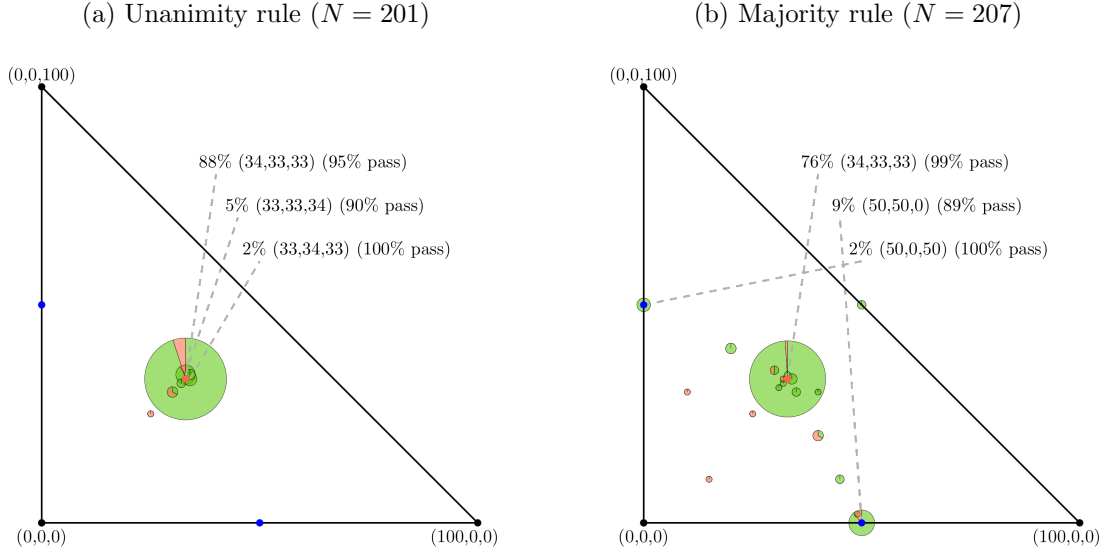 (a) Unanimity rule (N = 201)
(0,0,100)
88% (34,33,33) (95% pass)
5% (33,33,34) (90% pass)
2% (33,34,33) (100% pass)
(0,0,0)
(100,0,0)
(b) Majority rule (N = 207)
(0,0,100)
76% (34,33,33) (99% pass)
9% (50,50,0) (89% pass)
2% (50,0,50) (100% pass)
(0,0,0)
(100,0,0)